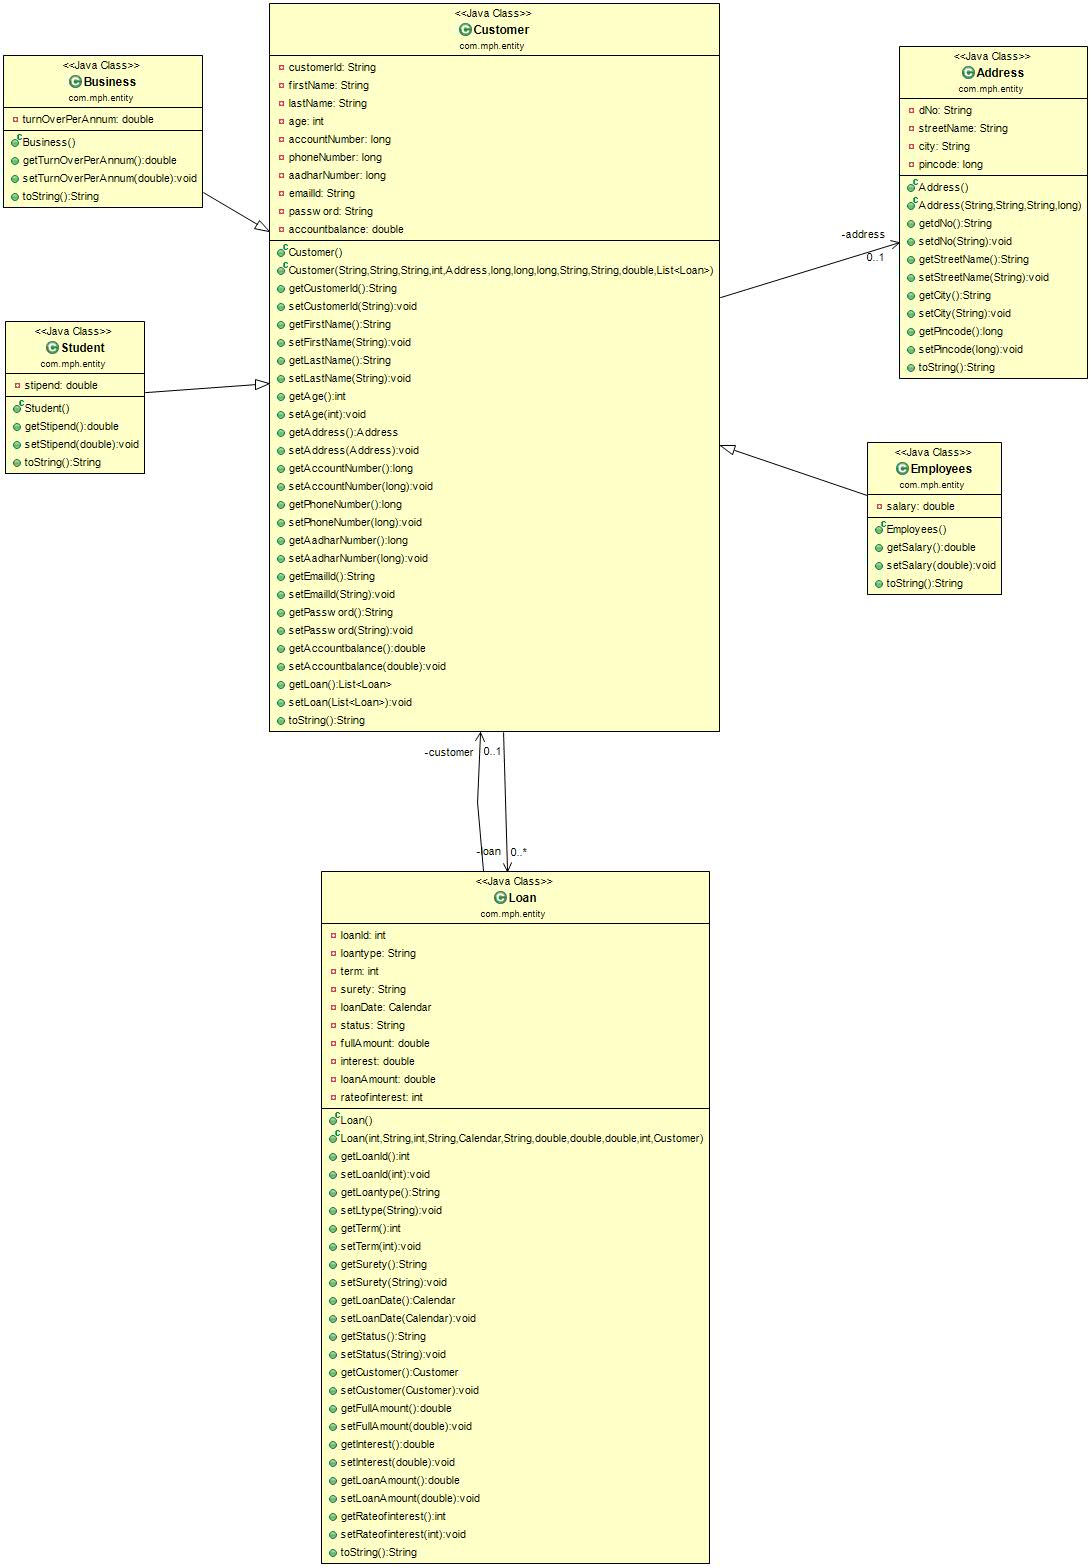 <<Java Class>>
Business
com.mph.entity
turnOverPerAnnum: double
Business()
getTurnOverPerAnnum():double
setTurnOverPerAnnum(double):void
toString():String
<<Java Class>>
Student
com.mph.entity
stipend: double
Student()
getStipend():double
setStipend(double):void
toString():String
<<Java Class>>
Customer
com.mph.entity
customerId: String
firstName: String
lastName: String
age: int
accountNumber: long
phoneNumber: long
aadharNumber: long
emailId: String
password: String
accountbalance: double
Customer()
Customer(String,String,String,int,Address,long,long,long,String,String,double,List<Loan>)
getCustomerId():String
setCustomerId(String):void
getFirstName():String
setFirstName(String):void
getLastName():String
setLastName(String):void
getAge():int
setAge(int):void
getAddress():Address
setAddress(Address):void
getAccountNumber():long
setAccountNumber(long):void
getPhoneNumber():long
setPhoneNumber(long):void
getAadharNumber():long
setAadharNumber(long):void
getEmailId():String
setEmailId(String):void
getPassword():String
setPassword(String):void
getAccountbalance():double
setAccountbalance(double):void
getLoan():List<Loan>
setLoan(List<Loan>):void
toString():String
-address
0..1
<<Java Class>>
Address
com.mph.entity
dNo: String
streetName: String
city: String
pincode: long
Address()
Address(String,String,String,long)
getdNo():String
setdNo(String):void
getStreetName():String
setStreetName(String):void
getCity():String
setCity(String):void
getPincode():long
setPincode(long):void
toString():String
<<Java Class>>
Employees
com.mph.entity
salary: double
Employees()
getSalary():double
setSalary(double):void
toString():String
-customer 0..1
-loan 0..*
<<Java Class>>
Loan
com.mph.entity
loanId: int
loantype: String
term: int
surety: String
loanDate: Calendar
status: String
fullAmount: double
interest: double
loanAmount: double
rateofinterest: int
Loan()
Loan(int,String,int,String,Calendar,String,double,double,double,int,Customer)
getLoanId():int
setLoanId(int):void
getLoantype():String
setLtype(String):void
getTerm():int
setTerm(int):void
getSurety():String
setSurety(String):void
getLoanDate():Calendar
setLoanDate(Calendar):void
getStatus():String
setStatus(String):void
getCustomer():Customer
setCustomer(Customer):void
getFullAmount():double
setFullAmount(double):void
getInterest():double
setInterest(double):void
getLoanAmount():double
setLoanAmount(double):void
getRateofinterest():int
setRateofinterest(int):void
toString():String